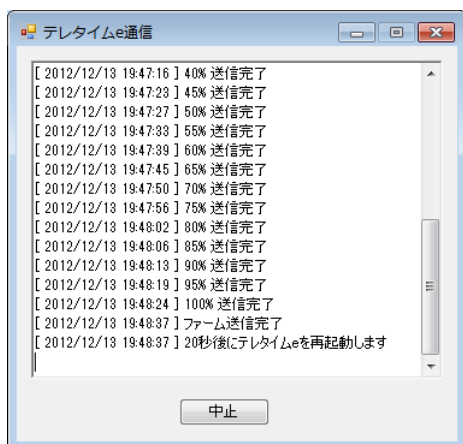 テレタイムe通信
[ 2012/12/13 19:47:16 ] 40% 送信完了
[ 2012/12/13 19:47:23 ] 45% 送信完了
[ 2012/12/13 19:47:27 ] 50% 送信完了
[ 2012/12/13 19:47:33 ] 55% 送信完了
[ 2012/12/13 19:47:39 ] 60% 送信完了
[ 2012/12/13 19:47:45 ] 65% 送信完了
[ 2012/12/13 19:47:50 ] 70% 送信完了
[ 2012/12/13 19:47:56 ] 75% 送信完了
[ 2012/12/13 19:48:02 ] 80% 送信完了
[ 2012/12/13 19:48:06 ] 85% 送信完了
[ 2012/12/13 19:48:13 ] 90% 送信完了
[ 2012/12/13 19:48:19 ] 95% 送信完了
[ 2012/12/13 19:48:24 ] 100% 送信完了
[ 2012/12/13 19:48:37 ] ファーム送信完了
[ 2012/12/13 19:48:37 ] 20秒後にテレタイムeを再起動します
中止